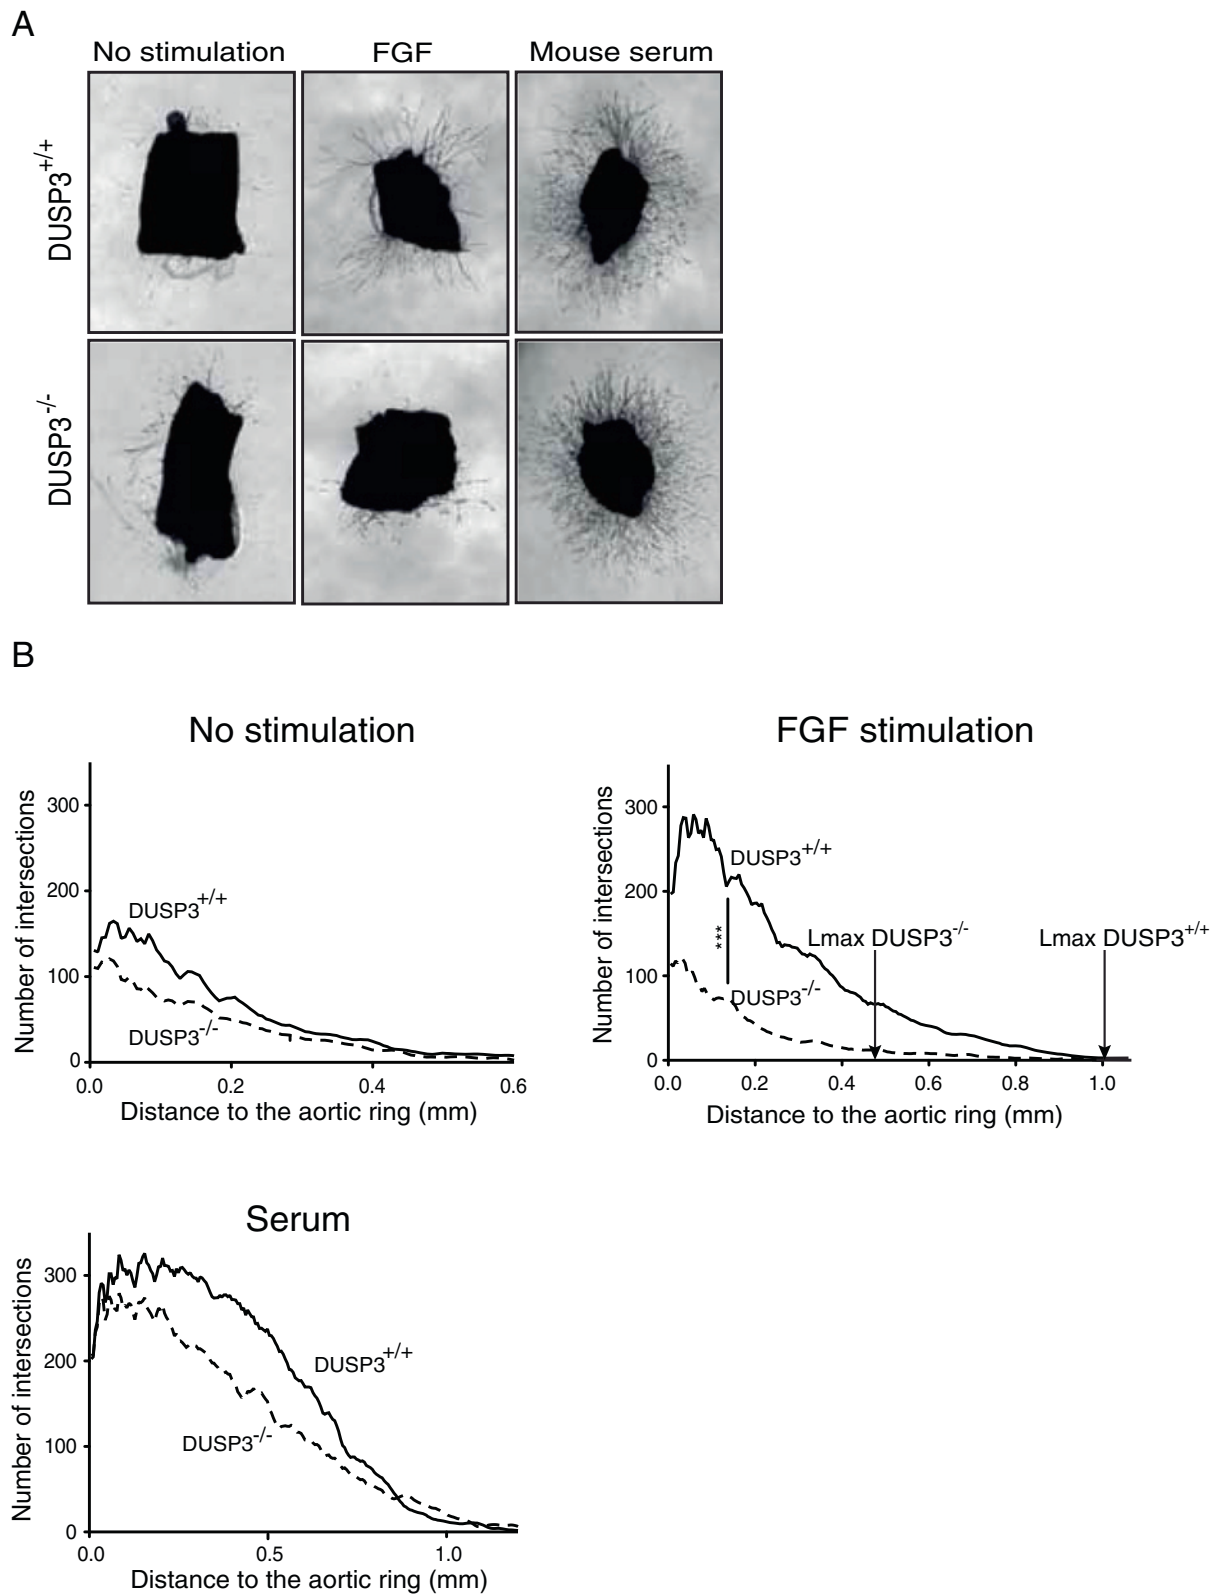 A
No stimulation FGF Mouse serum
DUSP3+/+
DUSP3-/-
B
No stimulation
Number of intersections
300
200
100
0
DUSP3+/+
DUSP3-/-
0.0 0.2 0.4 0.6
Distance to the aortic ring (mm)
FGF stimulation
Number of intersections
300
200
100
0
DUSP3+/+
***
DUSP3-/-
Lmax DUSP3-/-
Lmax DUSP3+/+
0.0 0.2 0.4 0.6 0.8 1.0
Distance to the aortic ring (mm)
Serum
Number of intersections
300
200
100
0
DUSP3+/+
DUSP3-/-
0.0 0.5 1.0
Distance to the aortic ring (mm)